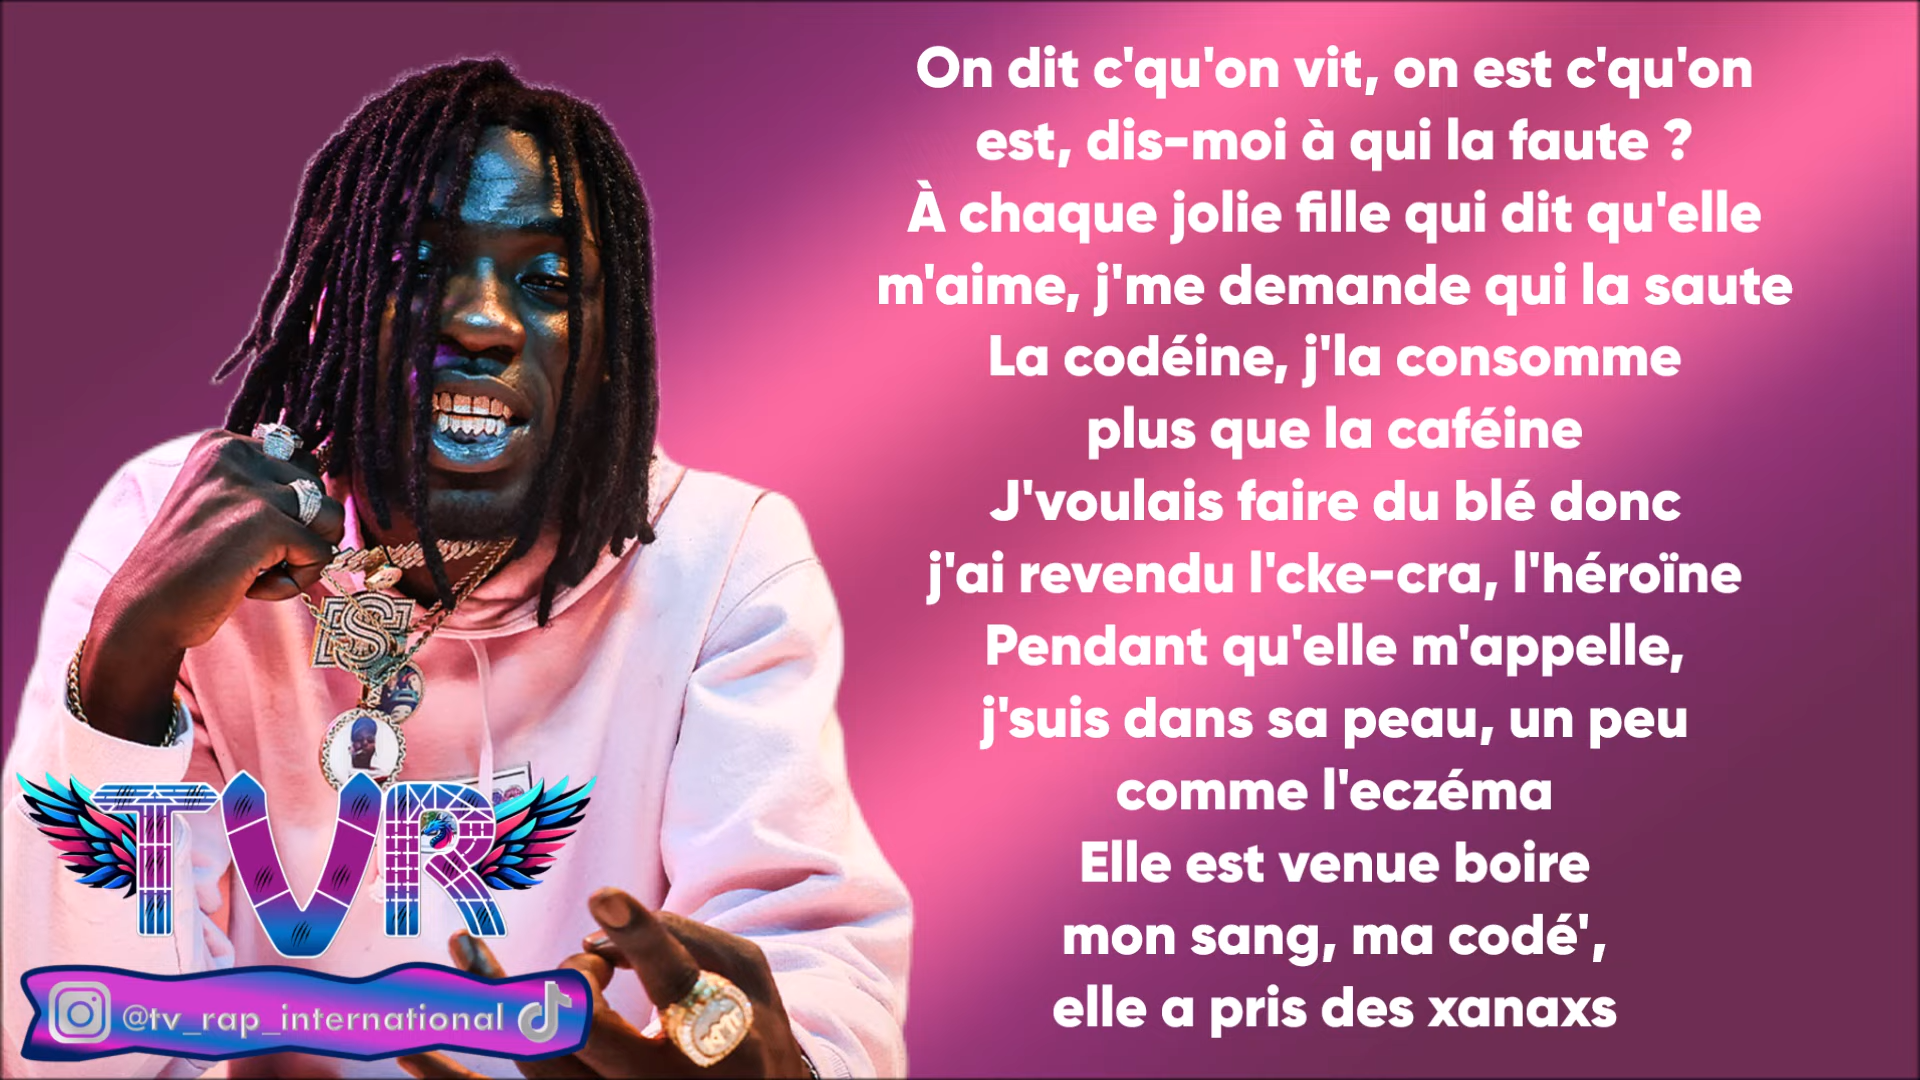 On dit c'qu'on vit, on est c'qu'on
est, dis-moi à qui la faute ?
À chaque jolie fille qui dit qu'elle
m'aime, j'me demande qui la saute
La codéine, j'la consomme
plus que la caféine
J'voulais faire du blé donc
j'ai revendu l'cke-cra, l'héroïne
Pendant qu'elle m'appelle,
j'suis dans sa peau, un peu
comme l'eczéma
Elle est venue boire
mon sang, ma codé',
elle a pris des xanaxs
TVR
@tv_rap_international